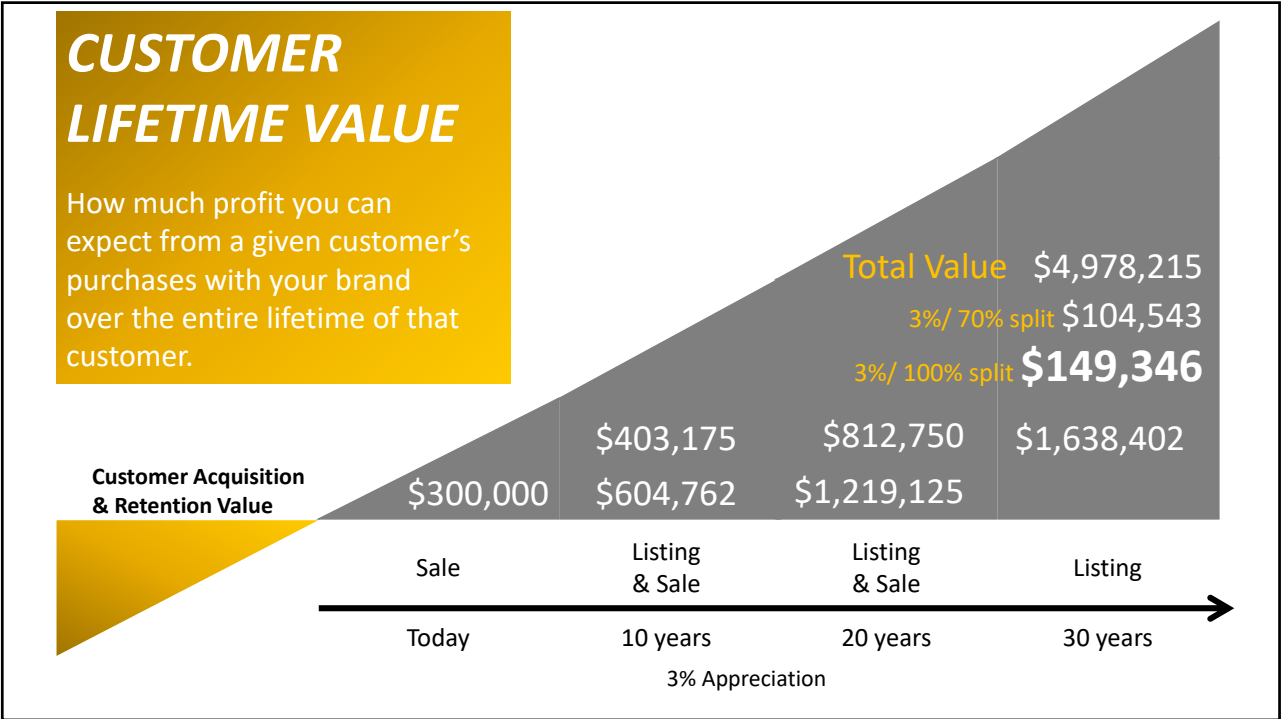 CUSTOMER
LIFETIME VALUE
How much profit you can
expect from a given customer’s
purchases with your brand
over the entire lifetime of that
customer.
Total Value $4,978,215
3%/ 70% split $104,543
3%/ 100% split $149,346
Customer Acquisition
& Retention Value
$403,175 $812,750 $1,638,402
$300,000 $604,762 $1,219,125
Sale
Listing
& Sale
Listing
& Sale
Listing
Today 10 years 20 years 30 years
3% Appreciation